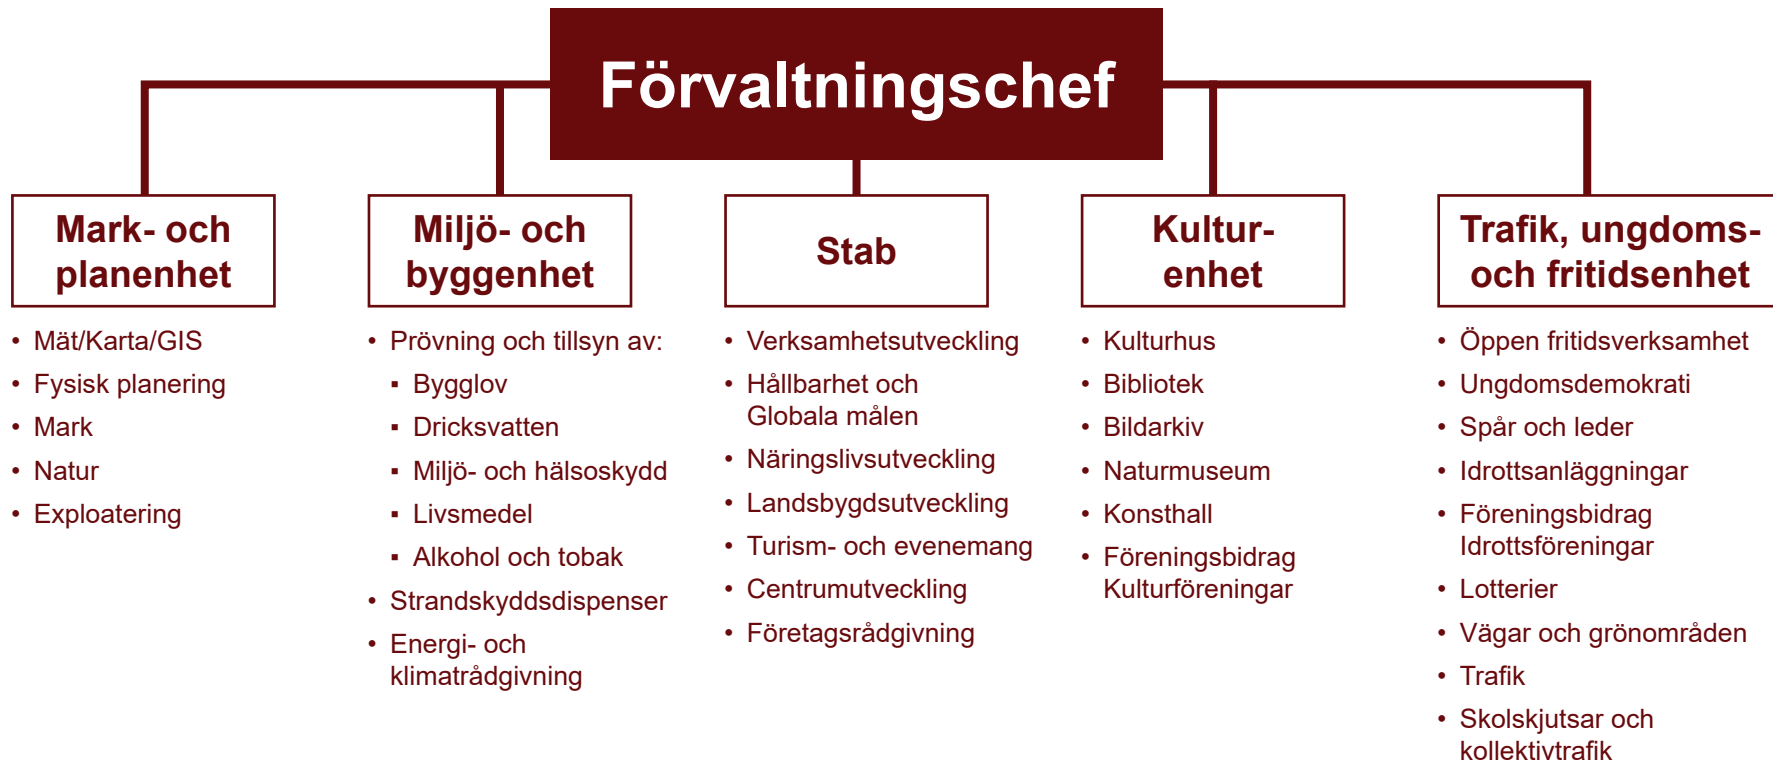 Förvaltningschef
Mark- och
planenhet
• Mät/Karta/GIS
• Fysisk planering
• Mark
• Natur
• Exploatering
Miljö- och
byggenhet
• Prövning och tillsyn av:
▪ Bygglov
▪ Dricksvatten
▪ Miljö- och hälsoskydd
▪ Livsmedel
▪ Alkohol och tobak
• Strandskyddsdispenser
• Energi- och
klimatrådgivning
Stab
• Verksamhetsutveckling
• Hållbarhet och
Globala målen
• Näringslivsutveckling
• Landsbygdsutveckling
• Turism- och evenemang
• Centrumutveckling
• Företagsrådgivning
Kultur-
enhet
• Kulturhus
• Bibliotek
• Bildarkiv
• Naturmuseum
• Konsthall
• Föreningsbidrag
Kulturföreningar
Trafik, ungdoms-
och fritidsenhet
• Öppen fritidsverksamhet
• Ungdomsdemokrati
• Spår och leder
• Idrottsanläggningar
• Föreningsbidrag
Idrottsföreningar
• Lotterier
• Vägar och grönområden
• Trafik
• Skolskjutsar och
kollektivtrafik